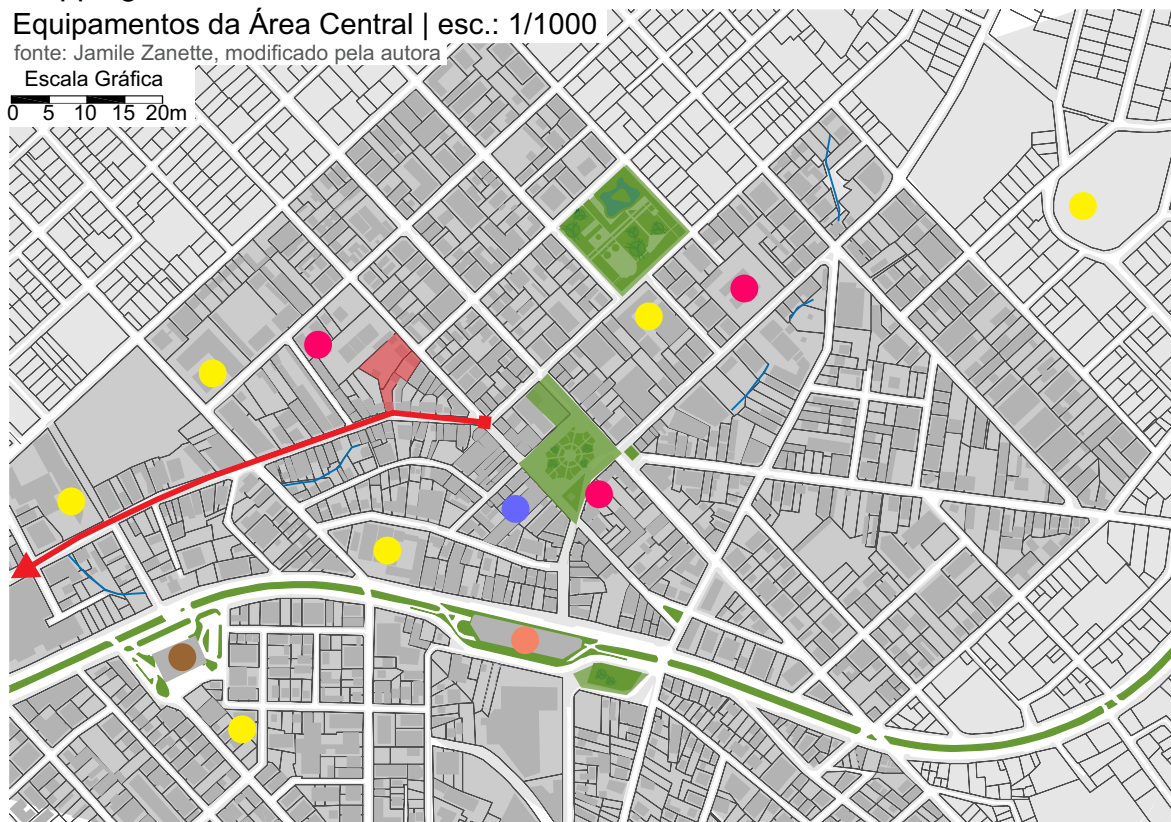 Equipamentos da Área Central | esc.: 1/1000
fonte: Jamile Zanette, modificado pela autora
Escala Gráfica
0 5 10 15 20m